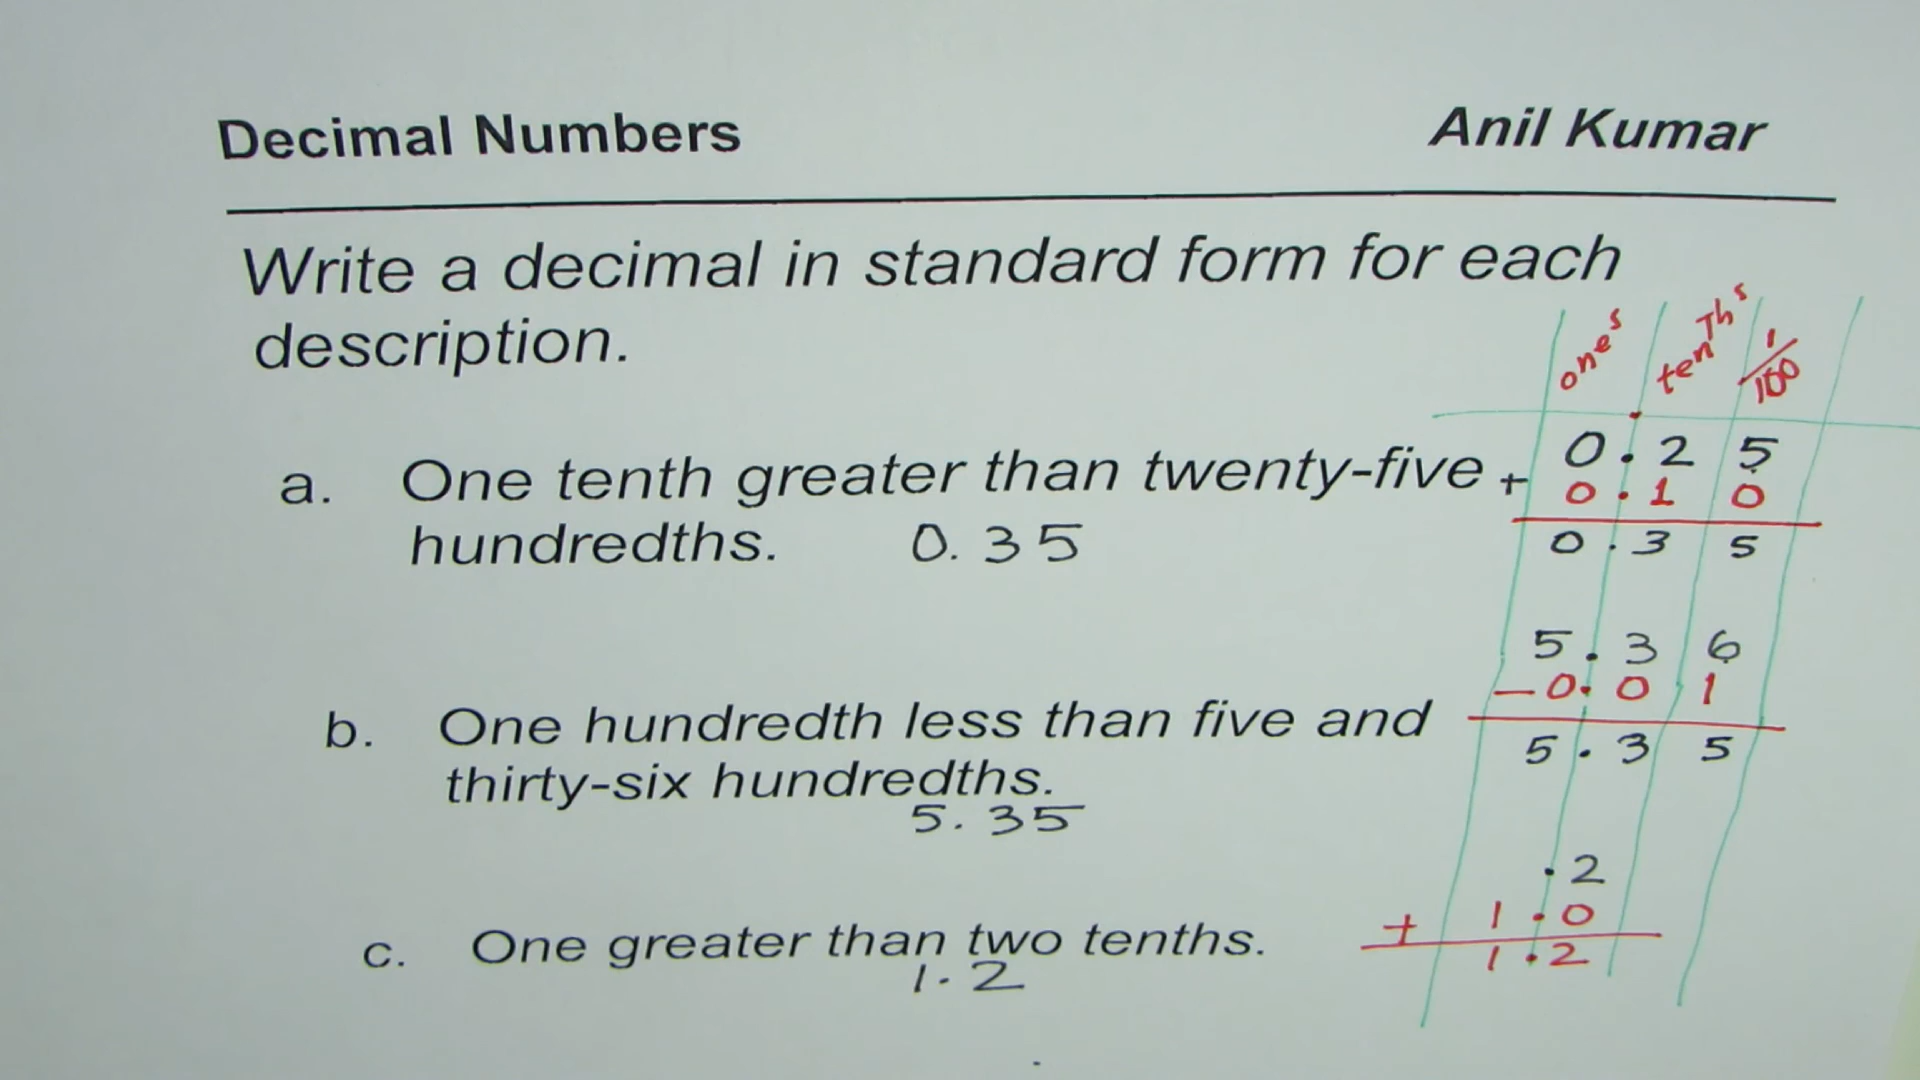 Decimal Numbers
Anil Kumar
Write a decimal in standard form for each
description.
ones tenths 1/100
a. One tenth greater than twenty-five
hundredths. 0.35
0.25
+ 0.10
0.35
b. One hundredth less than five and
thirty-six hundredths.
5.35
5.36
- 0.01
5.35
c. One greater than two tenths.
1.2
.2
+ 1.0
1.2